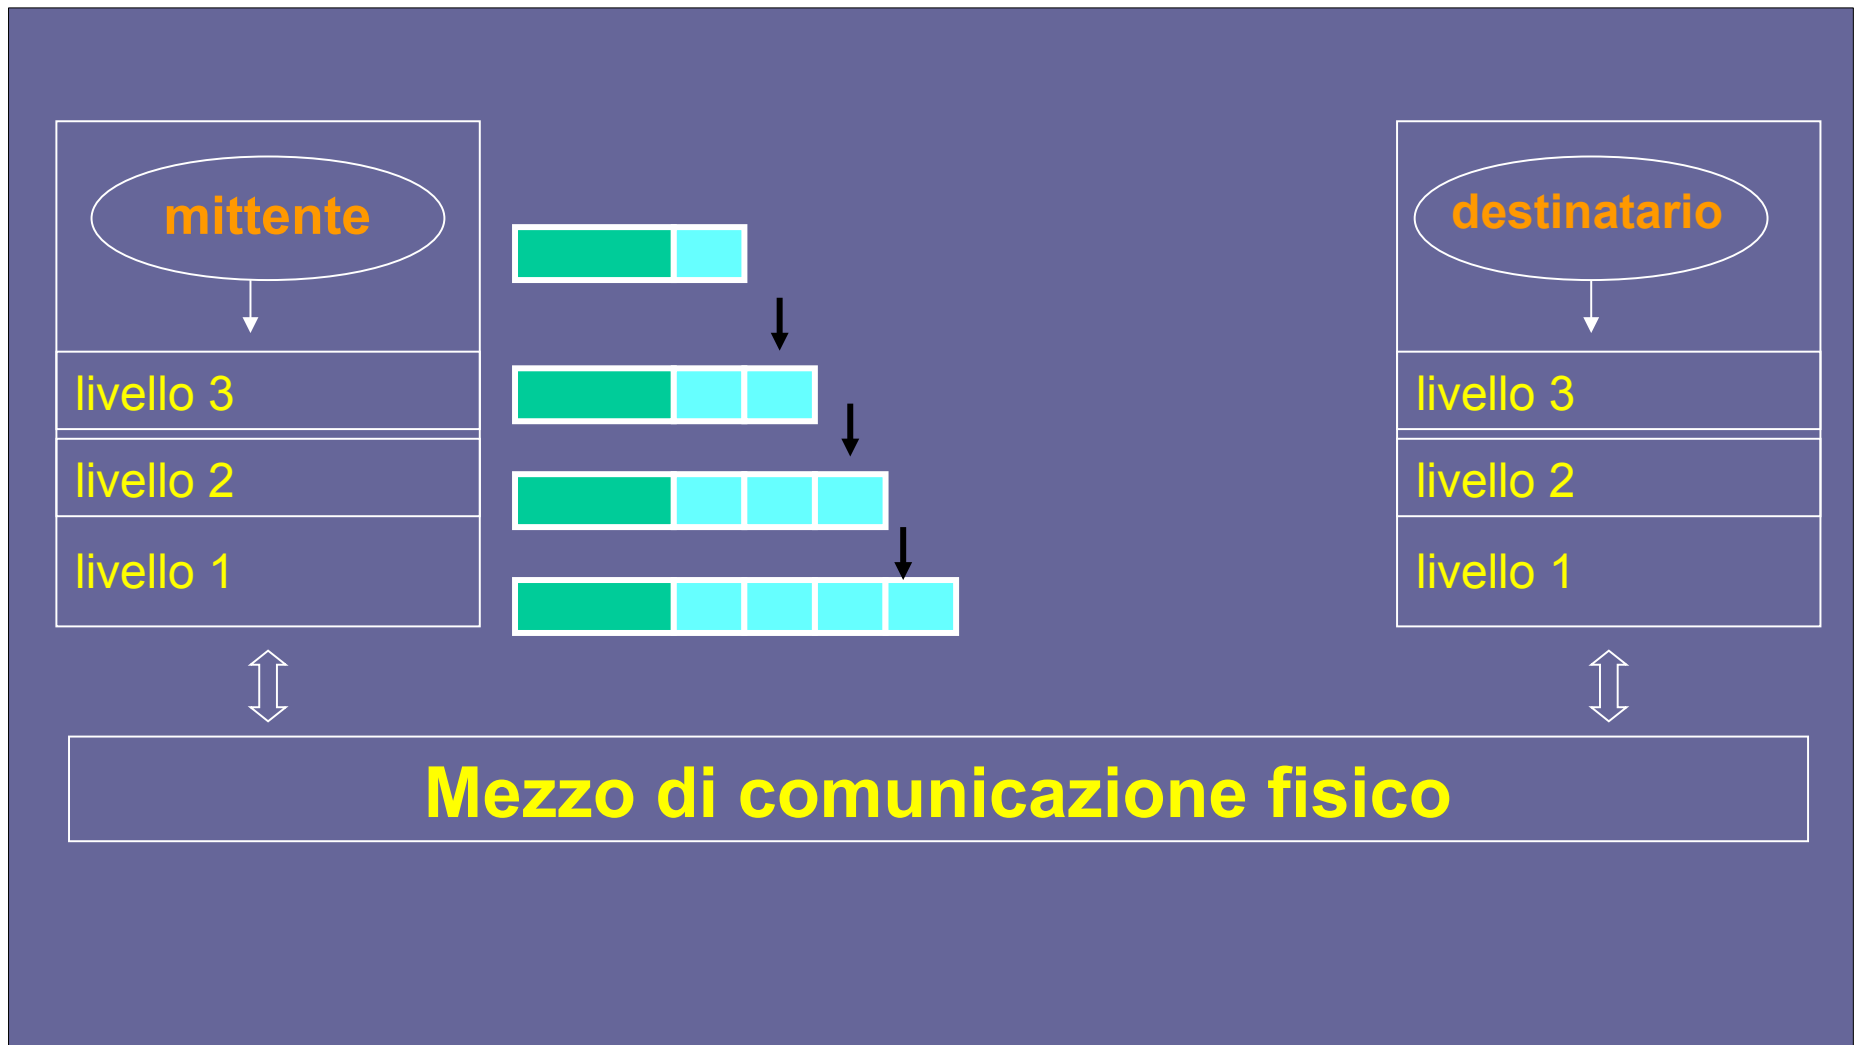 mittente
livello 3
livello 2
livello 1
destinatario
livello 3
livello 2
livello 1
Mezzo di comunicazione fisico